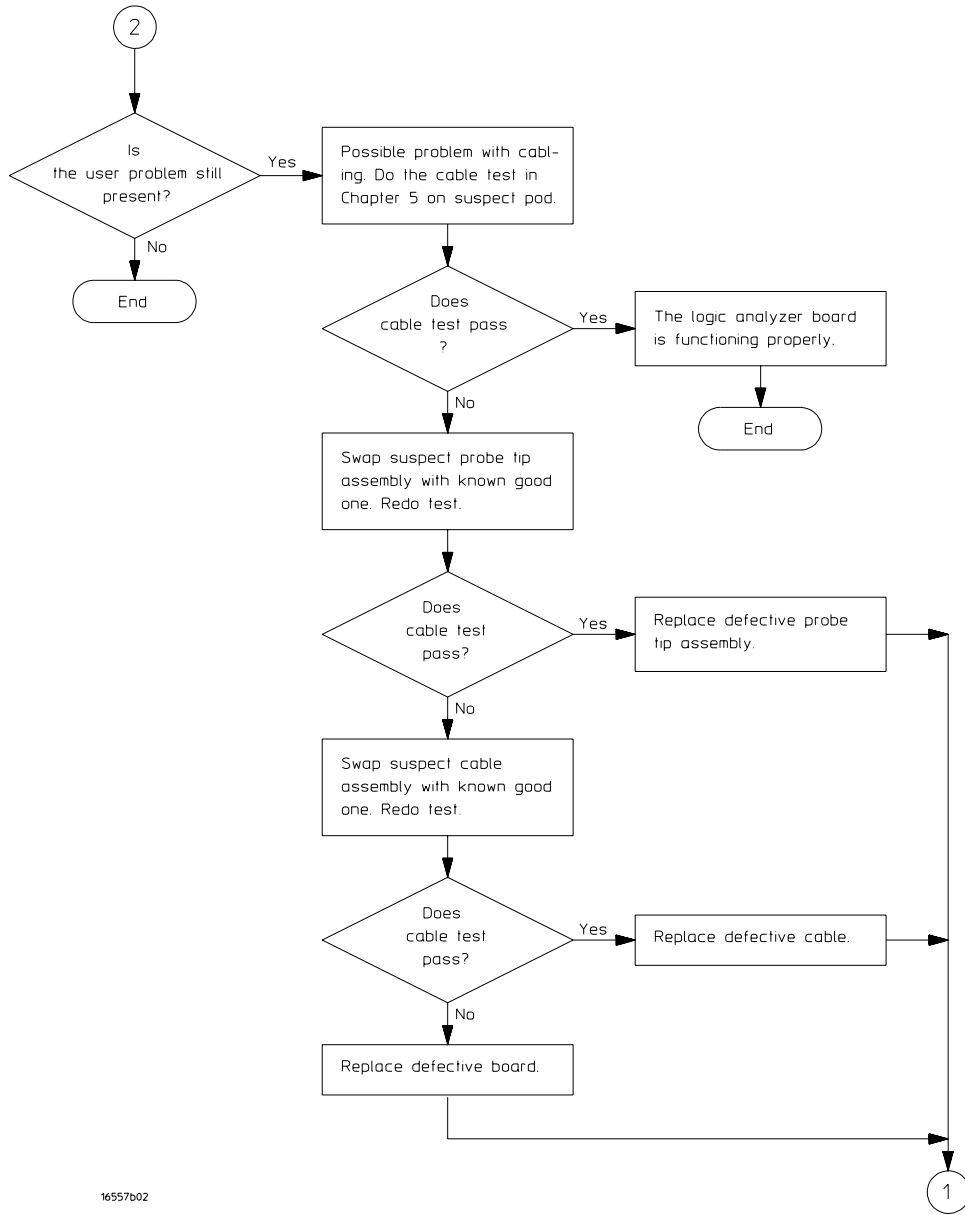 2
Is
the user problem still
present?
Yes
Possible problem with cabl-
ing. Do the cable test in
Chapter 5 on suspect pod.
No
End
Does
cable test pass
?
Yes
The logic analyzer board
is functioning properly.
No
End
Swap suspect probe tip
assembly with known good
one. Redo test.
Does
cable test
pass?
Yes
Replace defective probe
tip assembly.
No
Swap suspect cable
assembly with known good
one. Redo test.
Does
cable test
pass?
Yes
Replace defective cable.
No
Replace defective board.
1
16557b02